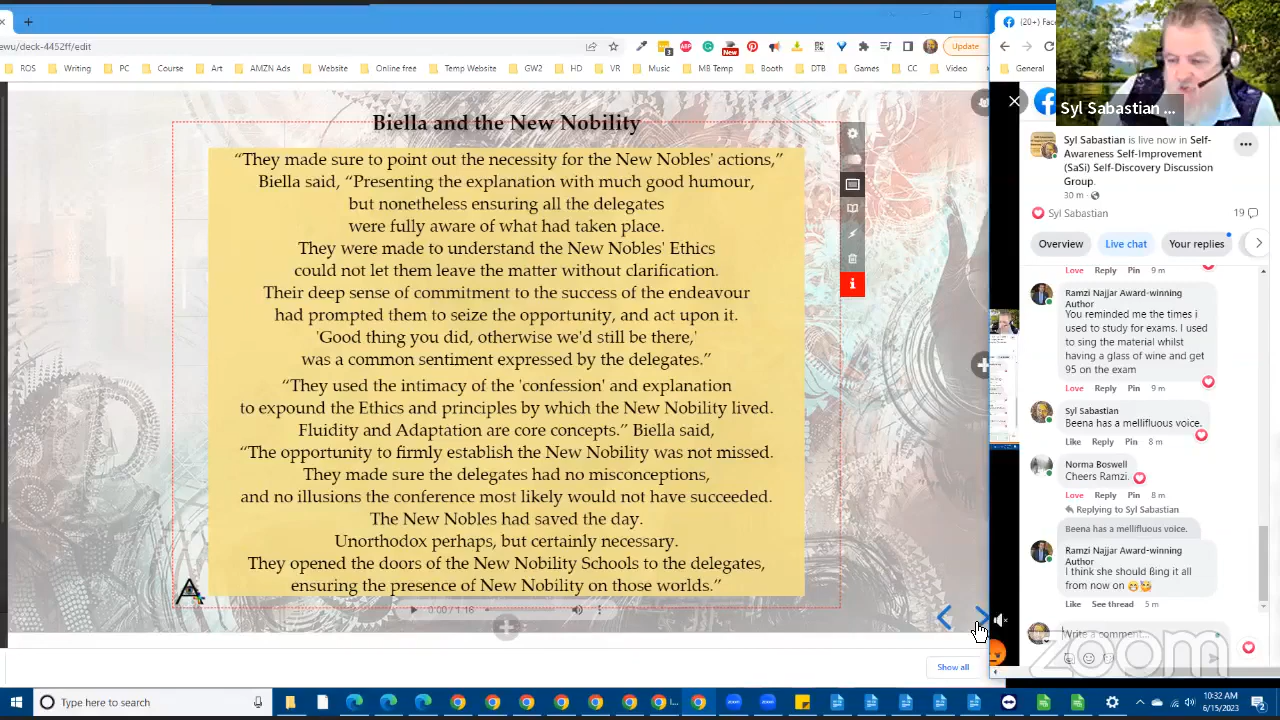 (20+) Fac
ewu/deck-4452ff/edit
Update
ROS
Writing
PC
Course
Art
AMZN Aff
Website
Online free
Temp Website
GW2
HD
VR
Music
MB Temp
Booth
DTB
Games
CC
Video
General
Syl Sabastian ...
Biella and the New Nobility
“They made sure to point out the necessity for the New Nobles' actions,”
Biella said, “Presenting the explanation with much good humour,
but nonetheless ensuring all the delegates
were fully aware of what had taken place.
They were made to understand the New Nobles' Ethics
could not let them leave the matter without clarification.
Their deep sense of commitment to the success of the endeavour
had prompted them to seize the opportunity, and act upon it.
'Good thing you did, otherwise we'd still be there,'
was a common sentiment expressed by the delegates.”
“They used the intimacy of the 'confession' and explanation
to expound the Ethics and principles by which the New Nobility lived.
Fluidity and Adaptation are core concepts.” Biella said,
“The opportunity to firmly establish the New Nobility was not missed.
They made sure the delegates had no misconceptions,
and no illusions the conference most likely would not have succeeded.
The New Nobles had saved the day.
Unorthodox perhaps, but certainly necessary.
They opened the doors of the New Nobility Schools to the delegates,
ensuring the presence of New Nobility on those worlds.”
0:00 / 1:16
Show all
Syl Sabastian is live now in Self-
Awareness Self-Improvement
(SaSi) Self-Discovery Discussion
Group.
30 m
Syl Sabastian
19
Overview
Live chat
Your replies
Love Reply Pin 9 m
Ramzi Najjar Award-winning
Author
You reminded me the times i
used to study for exams. I used
to sing the material whilst
having a glass of wine and get
95 on the exam
Love Reply Pin 9 m
Syl Sabastian
Beena has a mellifluous voice.
Like Reply Pin 8 m
Norma Boswell
Cheers Ramzi.
Love Reply Pin 8 m
Replying to Syl Sabastian
Beena has a mellifluous voice.
Ramzi Najjar Award-winning
Author
I think she should Bing it all
from now on
Like See thread 5 m
Write a comment...
zoom
Type here to search
10:32 AM
6/15/2023
2